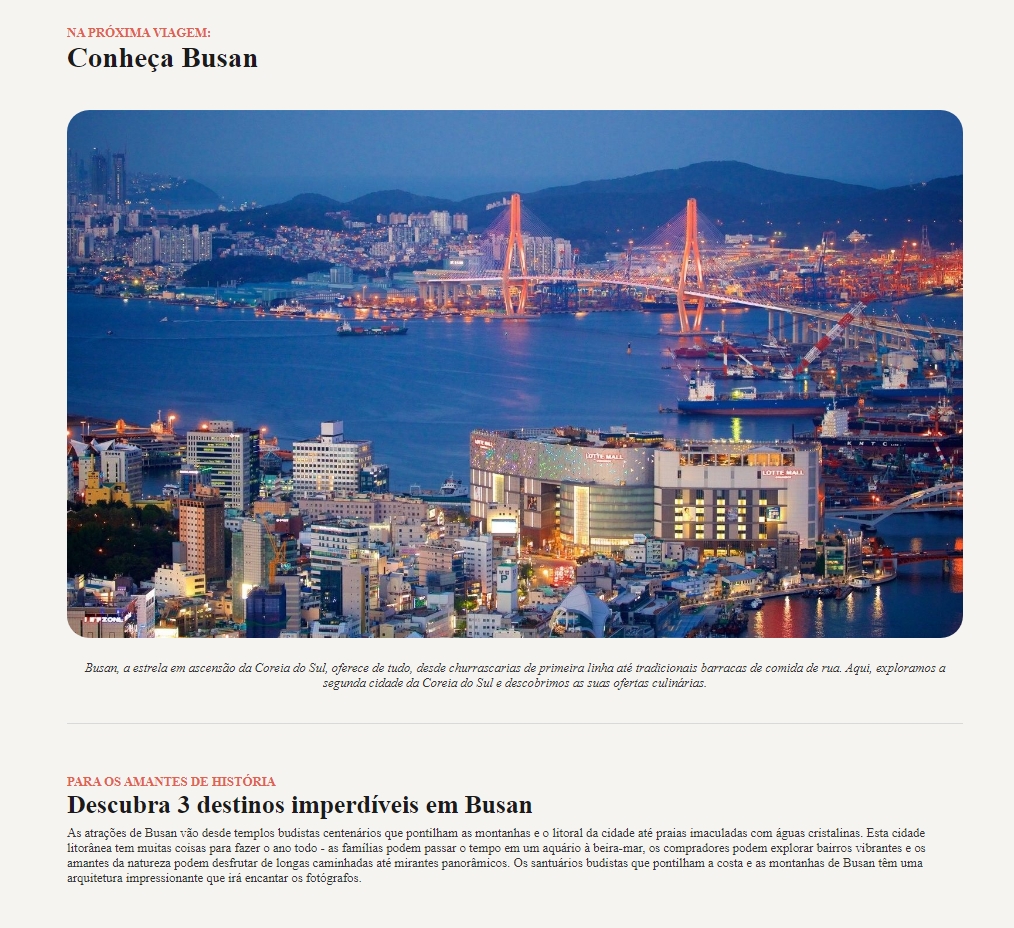 NA PRÓXIMA VIAGEM:
Conheça Busan
LOTTE MALL
LOTTE MALL
KMTC
Busan, a estrela em ascensão da Coreia do Sul, oferece de tudo, desde churrascarias de primeira linha até tradicionais barracas de comida de rua. Aqui, exploramos a
segunda cidade da Coreia do Sul e descobrimos as suas ofertas culinárias.
PARA OS AMANTES DE HISTÓRIA
Descubra 3 destinos imperdíveis em Busan
As atrações de Busan vão desde templos budistas centenários que pontilham as montanhas e o litoral da cidade até praias imaculadas com águas cristalinas. Esta cidade
litorânea tem muitas coisas para fazer o ano todo - as famílias podem passar o tempo em um aquário à beira-mar, os compradores podem explorar bairros vibrantes e os
amantes da natureza podem desfrutar de longas caminhadas até mirantes panorâmicos. Os santuários budistas que pontilham a costa e as montanhas de Busan têm uma
arquitetura impressionante que irá encantar os fotógrafos.